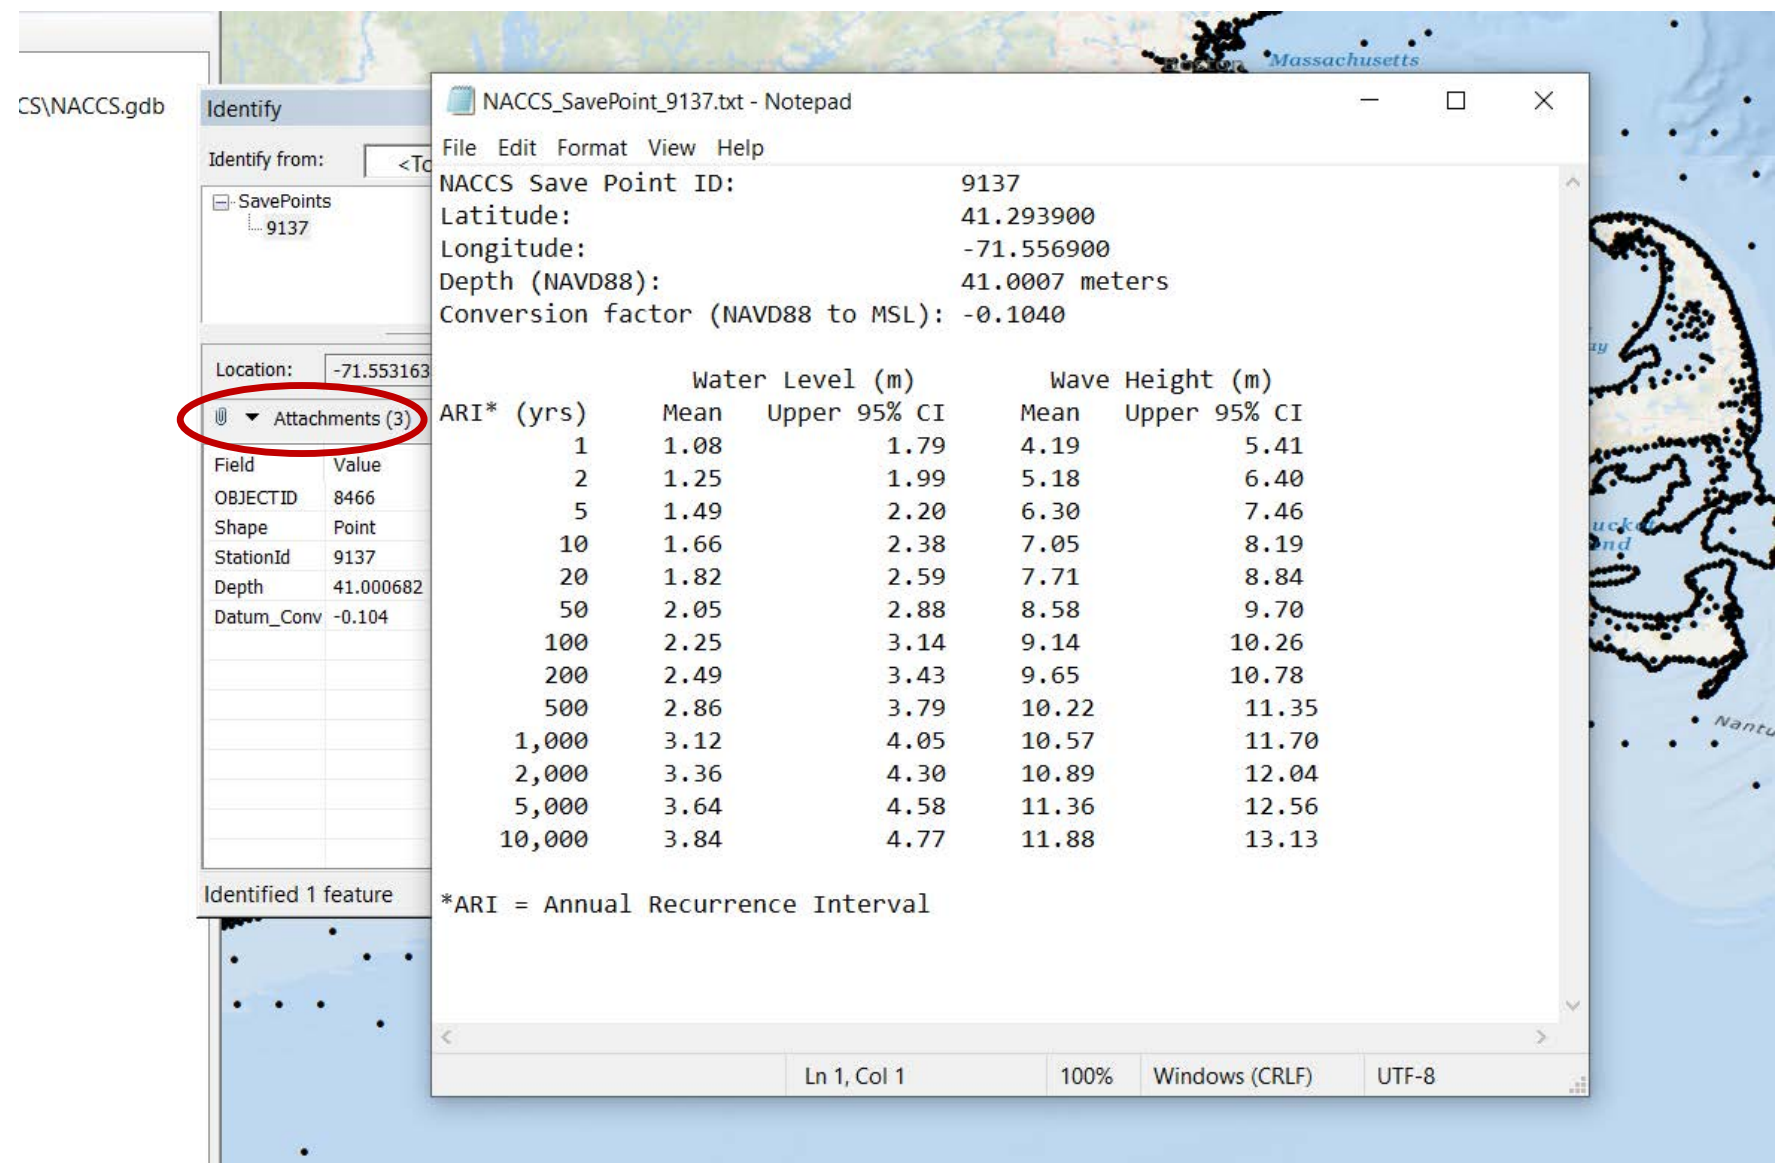 Massachusetts
CS\NACCS.gdb
Identify
Identify from:
SavePoints
9137
Location: -71.553163
Attachments (3)
Field Value
OBJECTID 8466
Shape Point
StationId 9137
Depth 41.000682
Datum_Conv -0.104
Identified 1 feature
NACCS_SavePoint_9137.txt - Notepad
File Edit Format View Help
NACCS Save Point ID: 9137
Latitude: 41.293900
Longitude: -71.556900
Depth (NAVD88): 41.0007 meters
Conversion factor (NAVD88 to MSL): -0.1040
Water Level (m) Wave Height (m)
ARI* (yrs) Mean Upper 95% CI Mean Upper 95% CI
1 1.08 1.79 4.19 5.41
2 1.25 1.99 5.18 6.40
5 1.49 2.20 6.30 7.46
10 1.66 2.38 7.05 8.19
20 1.82 2.59 7.71 8.84
50 2.05 2.88 8.58 9.70
100 2.25 3.14 9.14 10.26
200 2.49 3.43 9.65 10.78
500 2.86 3.79 10.22 11.35
1,000 3.12 4.05 10.57 11.70
2,000 3.36 4.30 10.89 12.04
5,000 3.64 4.58 11.36 12.56
10,000 3.84 4.77 11.88 13.13
*ARI = Annual Recurrence Interval
Ln 1, Col 1 100% Windows (CRLF) UTF-8